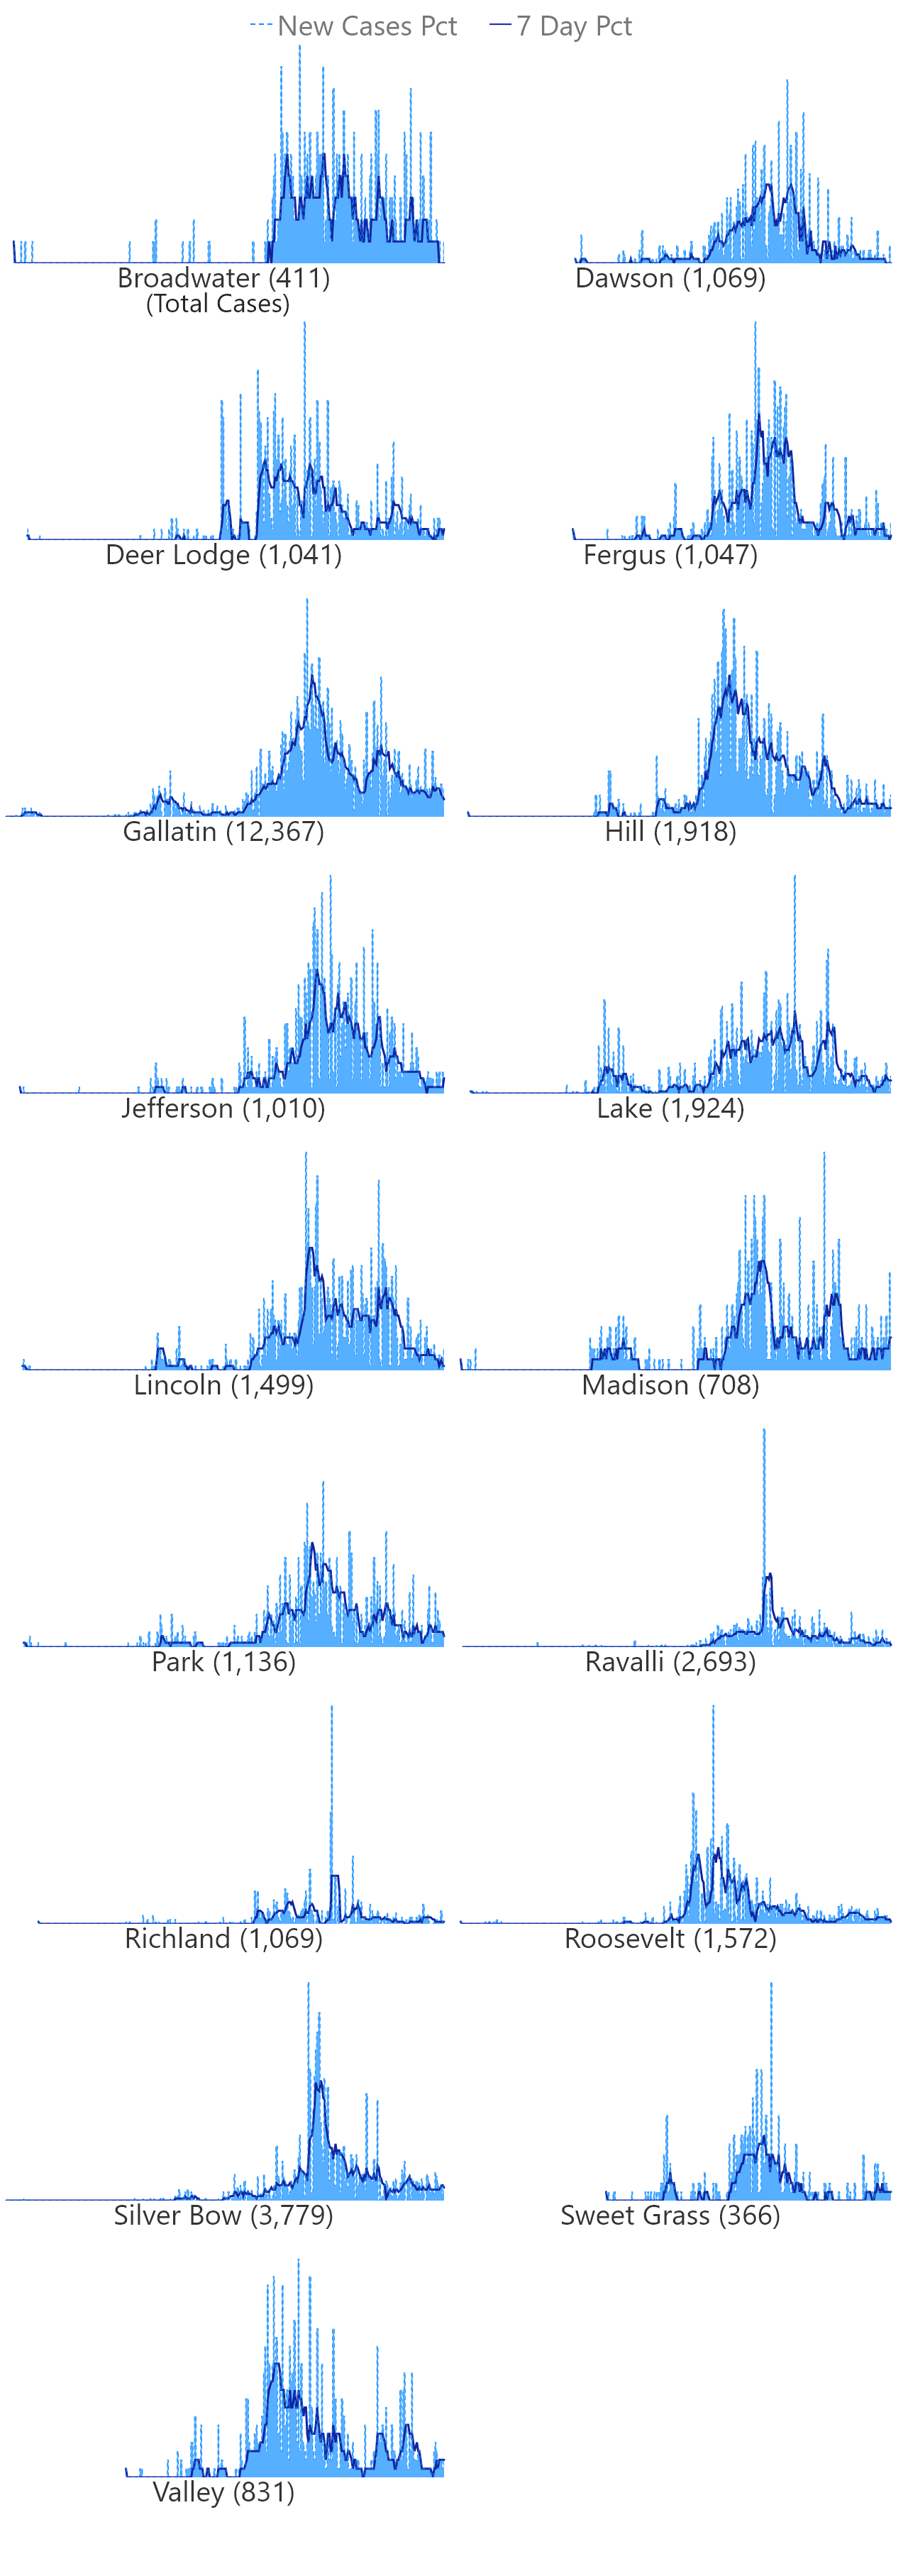 New Cases Pct 7 Day Pct
Broadwater (411)
(Total Cases)
Dawson (1,069)
Deer Lodge (1,041)
Fergus (1,047)
Gallatin (12,367)
Hill (1,918)
Jefferson (1,010)
Lake (1,924)
Lincoln (1,499)
Madison (708)
Park (1,136)
Ravalli (2,693)
Richland (1,069)
Roosevelt (1,572)
Silver Bow (3,779)
Sweet Grass (366)
Valley (831)